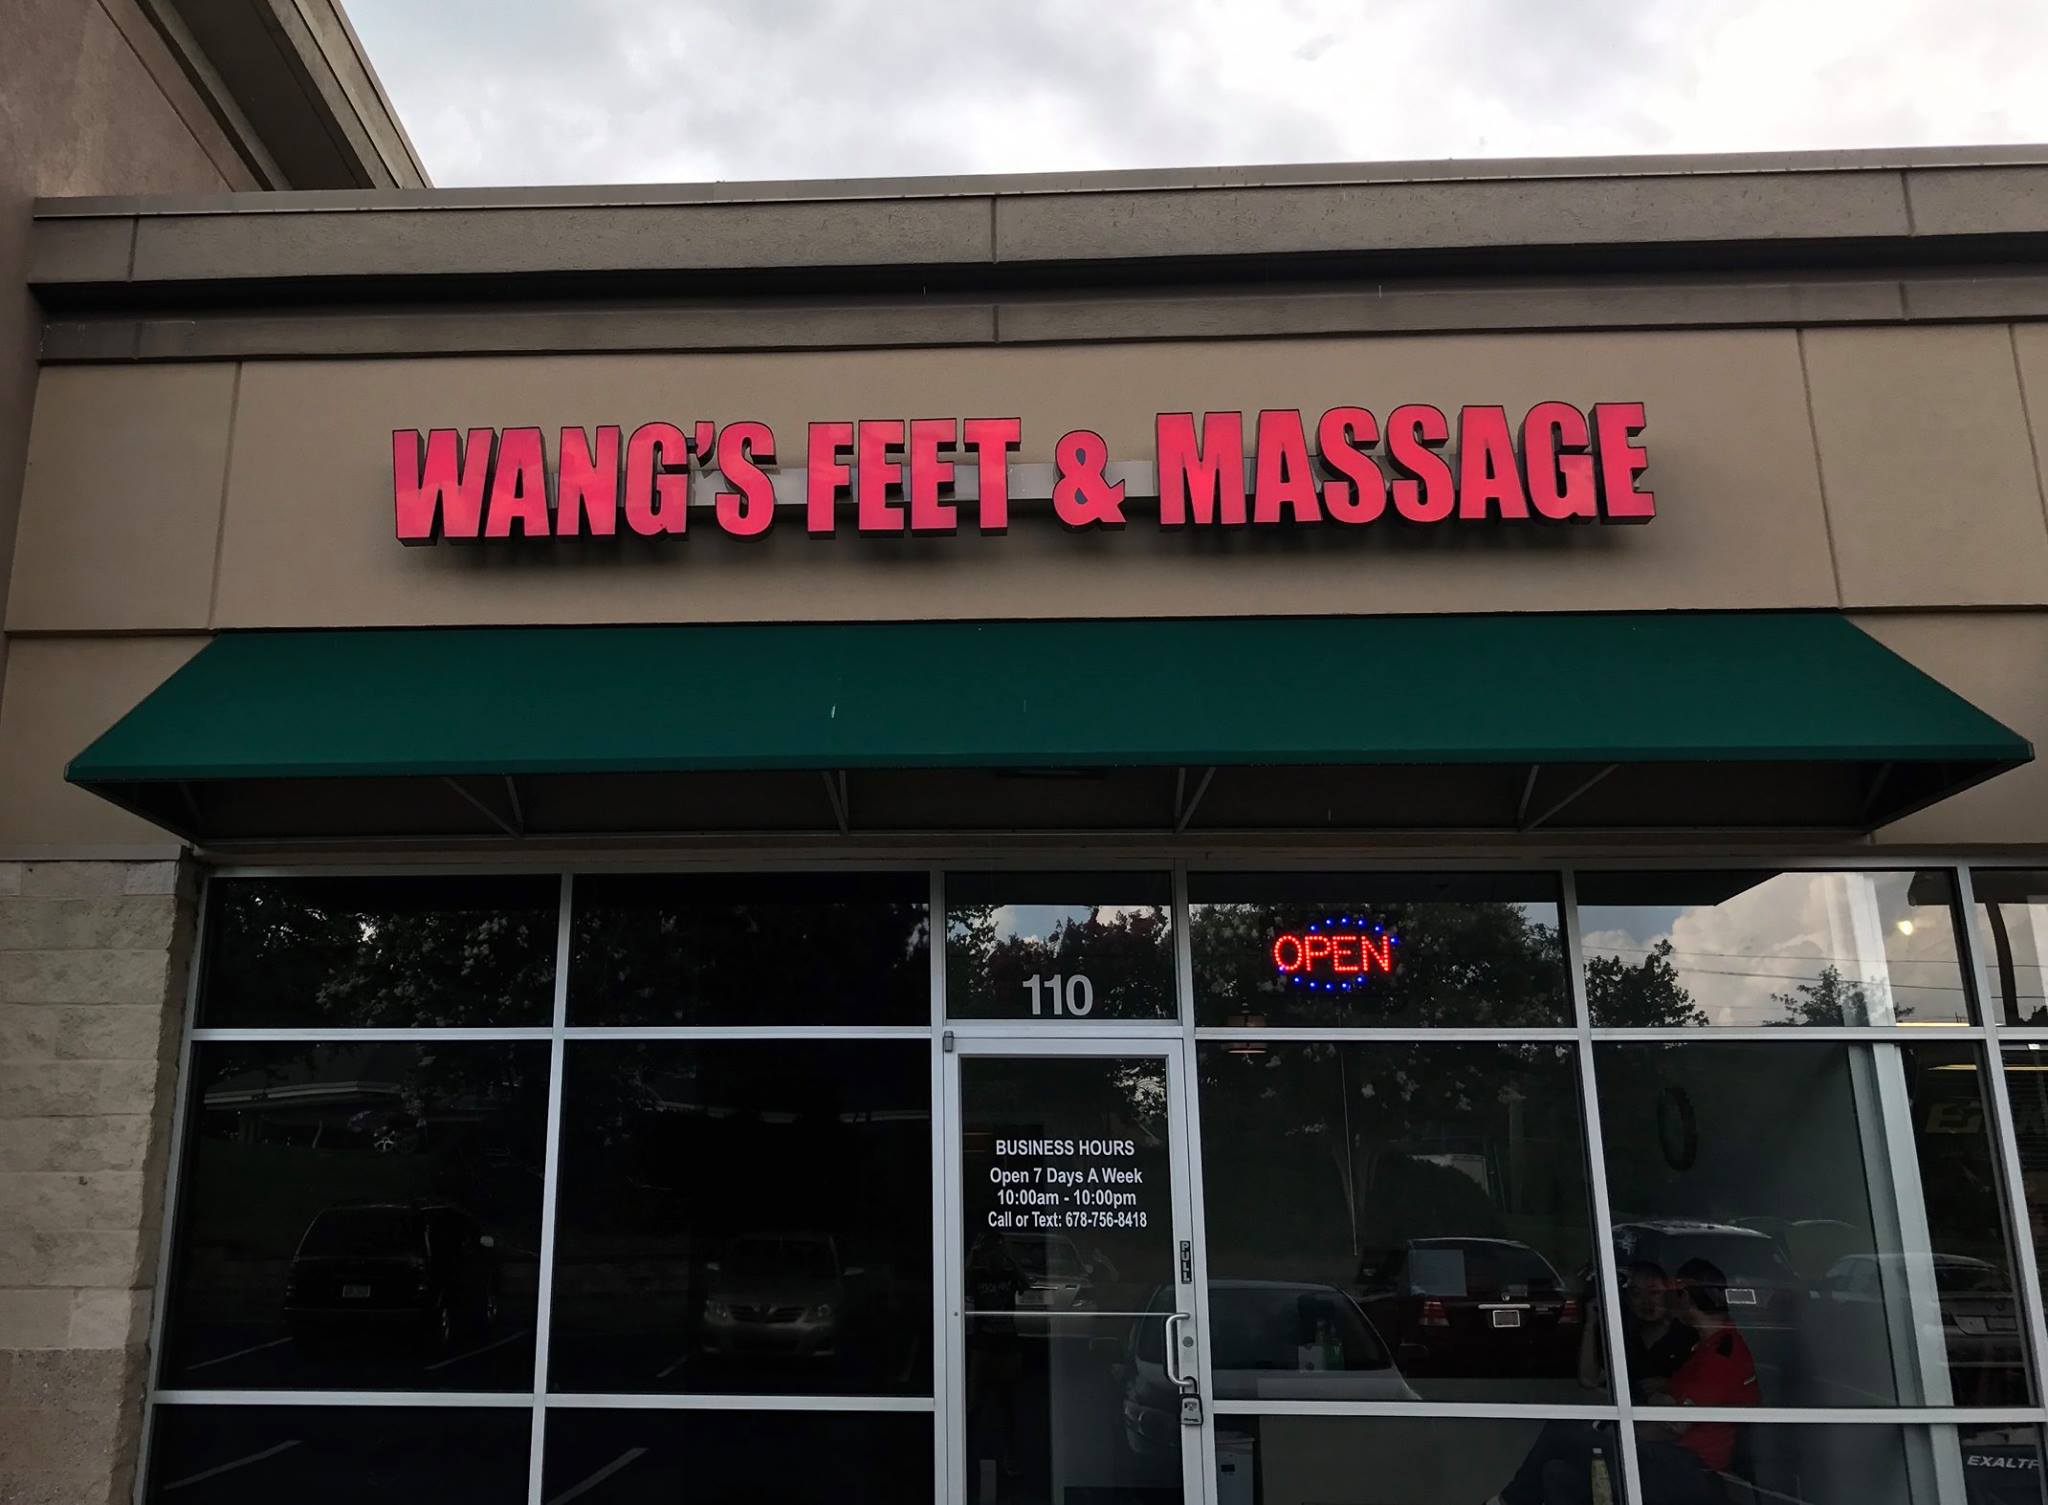 WANG'S FEET & MASSAGE
OPEN
110
BUSINESS HOURS
Open 7 Days A Week
10:00am - 10:00pm
Call or Text: 678-756-8418
PULL